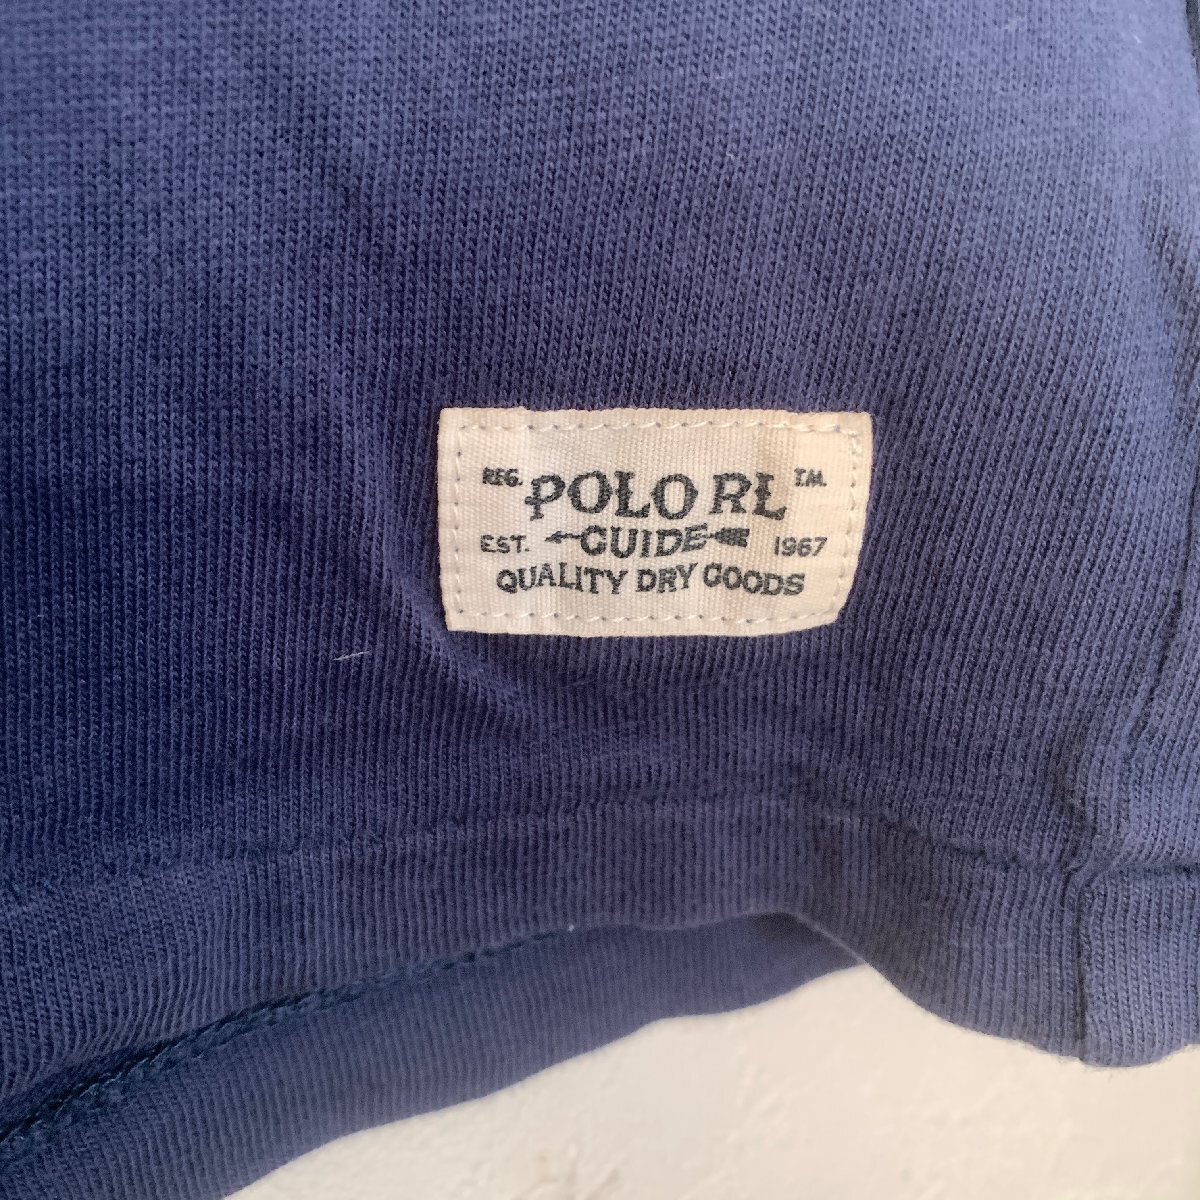 REG. POLO RL T.M.
EST. GUIDE 1967
QUALITY DRY GOODS